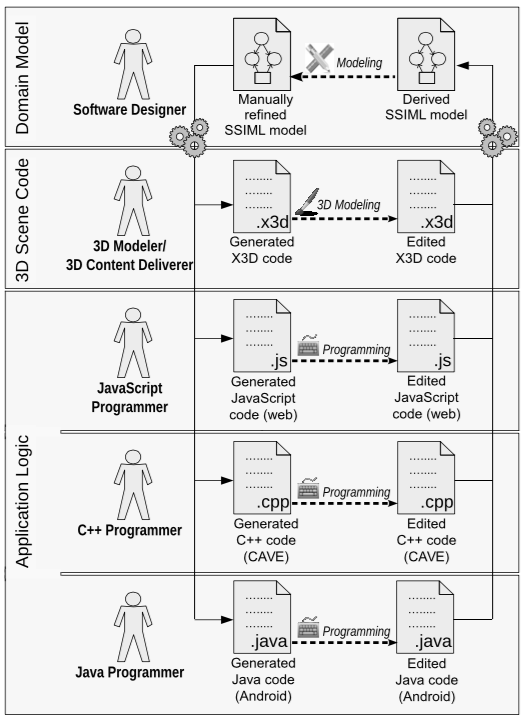 Domain Model
Software Designer
Modeling
Manually
refined
SSIML model
Derived
SSIML model
3D Scene Code
3D Modeler/
3D Content Deliverer
.x3d
3D Modeling
.x3d
Generated
X3D code
Edited
X3D code
Application Logic
JavaScript
Programmer
.js
Programming
.js
Generated
JavaScript
code (web)
Edited
JavaScript
code (web)
C++ Programmer
.cpp
Programming
.cpp
Generated
C++ code
(CAVE)
Edited
C++ code
(CAVE)
Java Programmer
.java
Programming
.java
Generated
Java code
(Android)
Edited
Java code
(Android)